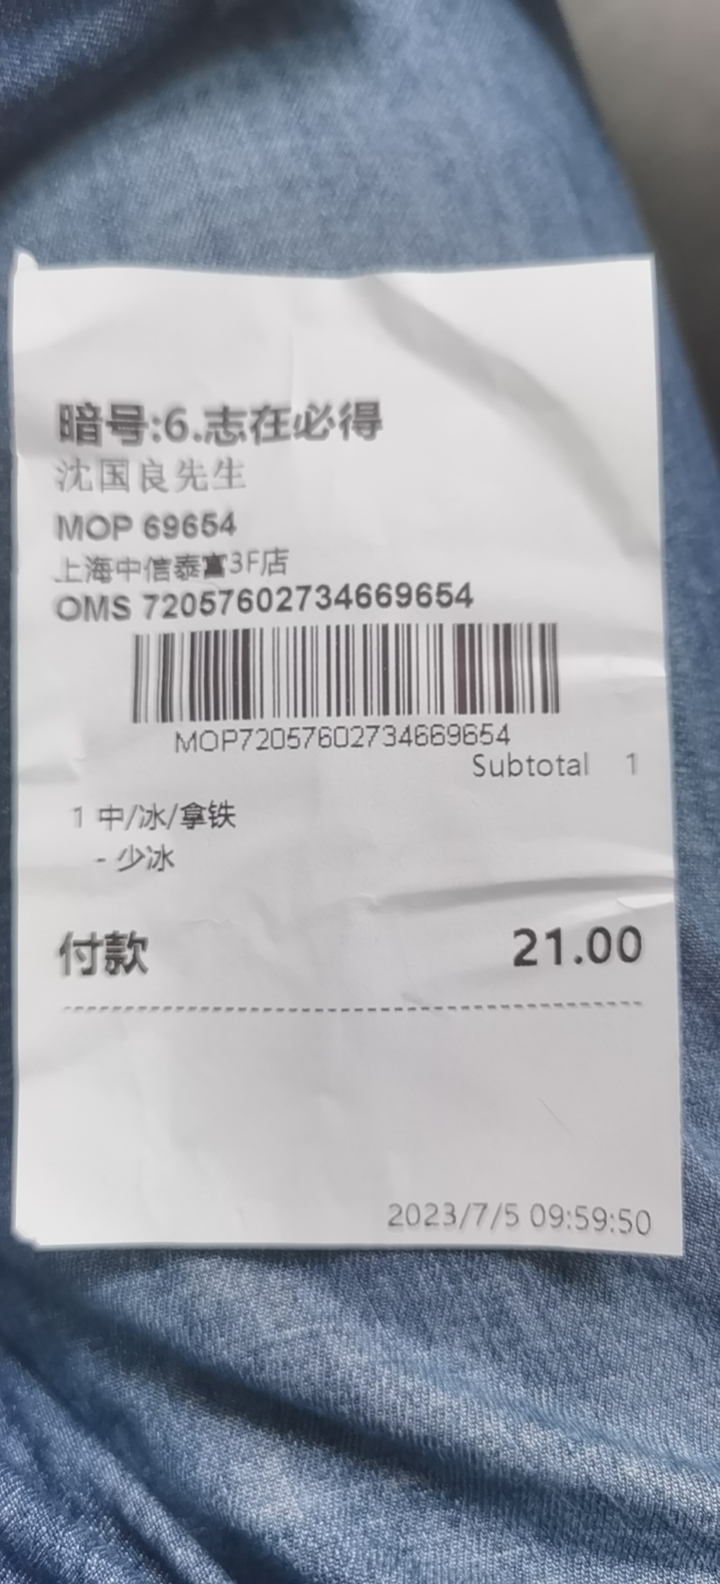 暗号:6.志在必得
沈国良先生
MOP 69654
上海中信泰富3F店
OMS 72057602734669654
MOP72057602734669654
Subtotal 1
1 中/冰/拿铁
- 少冰
付款 21.00
2023/7/5 09:59:50